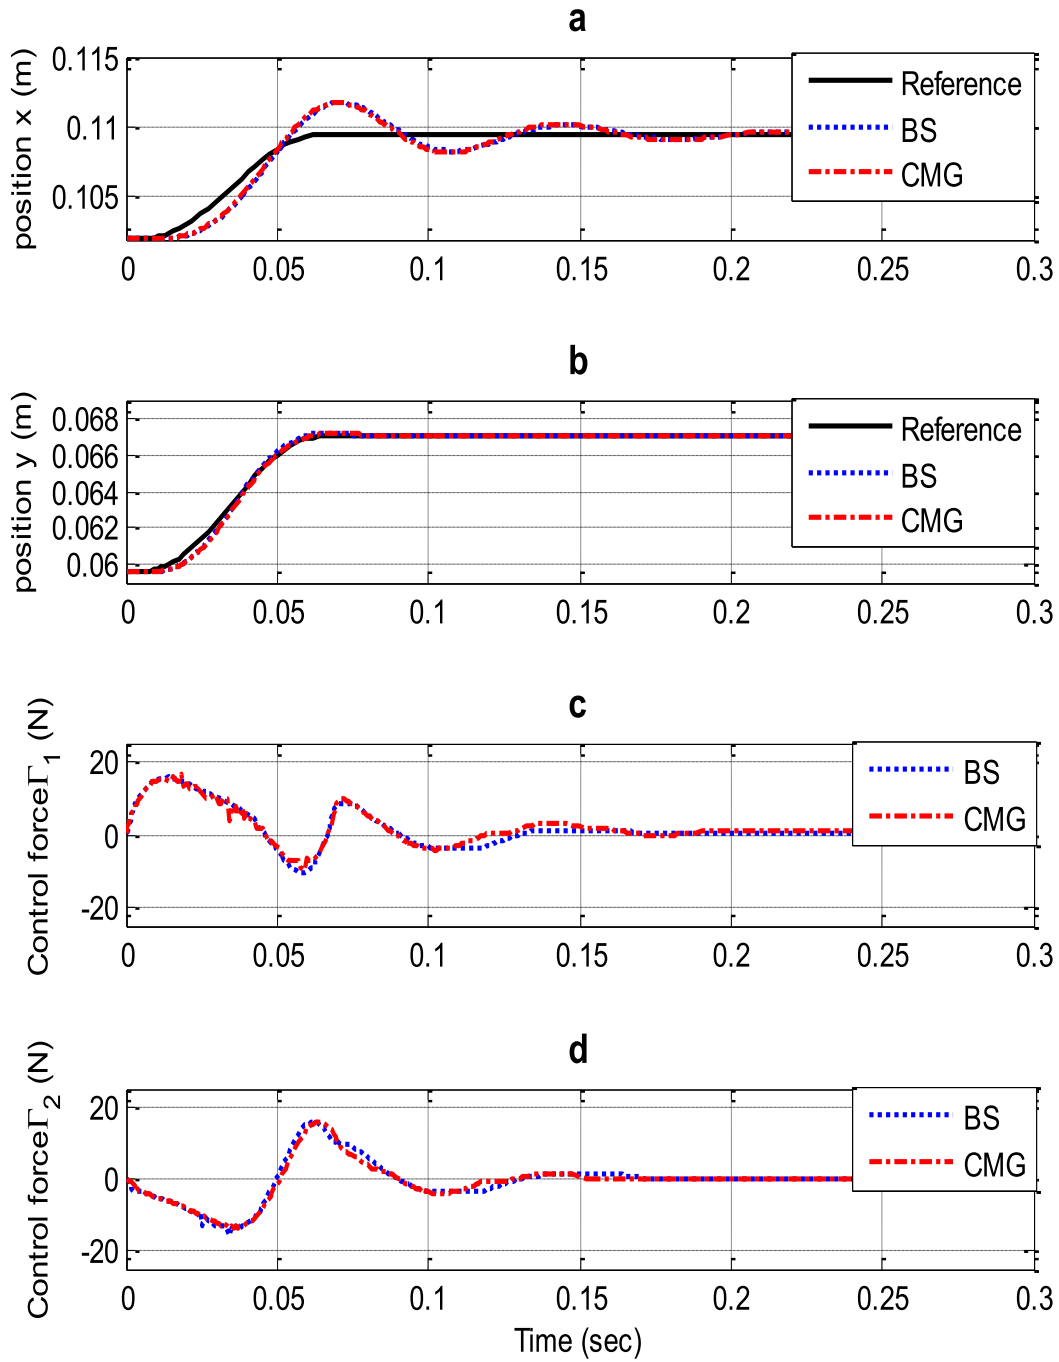 a
position x (m)
0.115
0.11
0.105
Reference
BS
CMG
0 0.05 0.1 0.15 0.2 0.25 0.3
b
position y (m)
0.068
0.066
0.064
0.062
0.06
Reference
BS
CMG
0 0.05 0.1 0.15 0.2 0.25 0.3
c
Control forceΓ1 (N)
20
0
-20
BS
CMG
0 0.05 0.1 0.15 0.2 0.25 0.3
d
Control forceΓ2 (N)
20
0
-20
BS
CMG
0 0.05 0.1 0.15 0.2 0.25 0.3
Time (sec)